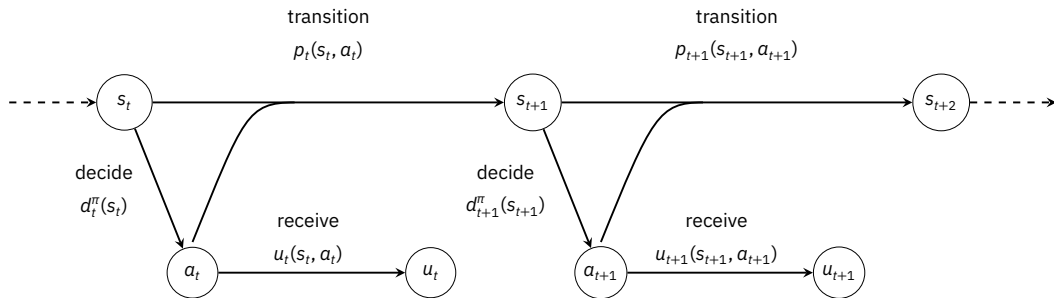 transition
transition
p_t(s_t, a_t)
p_{t+1}(s_{t+1}, a_{t+1})
s_t
s_{t+1}
s_{t+2}
decide
decide
d_t^π(s_t)
d_{t+1}^π(s_{t+1})
receive
receive
u_t(s_t, a_t)
u_{t+1}(s_{t+1}, a_{t+1})
a_t
u_t
a_{t+1}
u_{t+1}